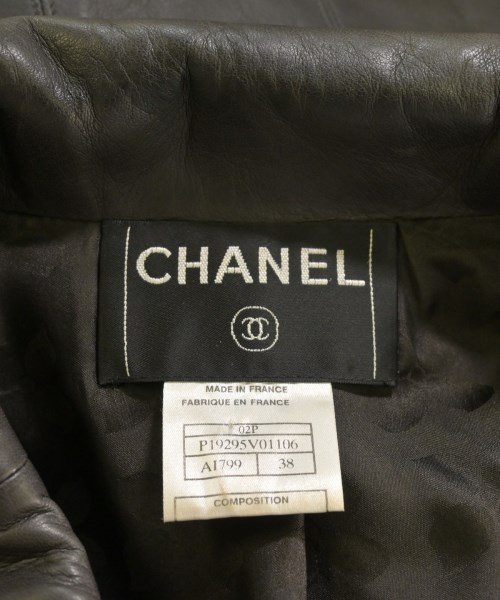 CHANEL
MADE IN FRANCE
FABRIQUE EN FRANCE
02P
P19295V01106
A1799 38
COMPOSITION